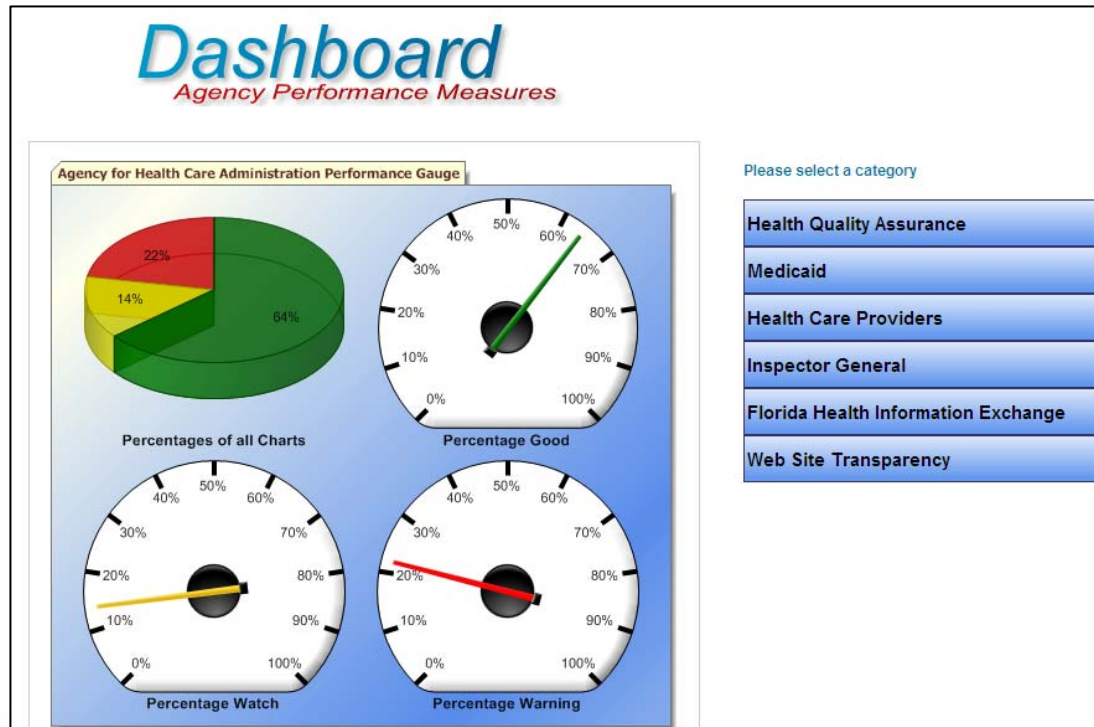 Dashboard
Agency Performance Measures
Agency for Health Care Administration Performance Gauge
22%
14%
64%
Percentages of all Charts
0%
10%
20%
30%
40%
50%
60%
70%
80%
90%
100%
Percentage Good
0%
10%
20%
30%
40%
50%
60%
70%
80%
90%
100%
Percentage Watch
0%
10%
20%
30%
40%
50%
60%
70%
80%
90%
100%
Percentage Warning
Please select a category
Health Quality Assurance
Medicaid
Health Care Providers
Inspector General
Florida Health Information Exchange
Web Site Transparency